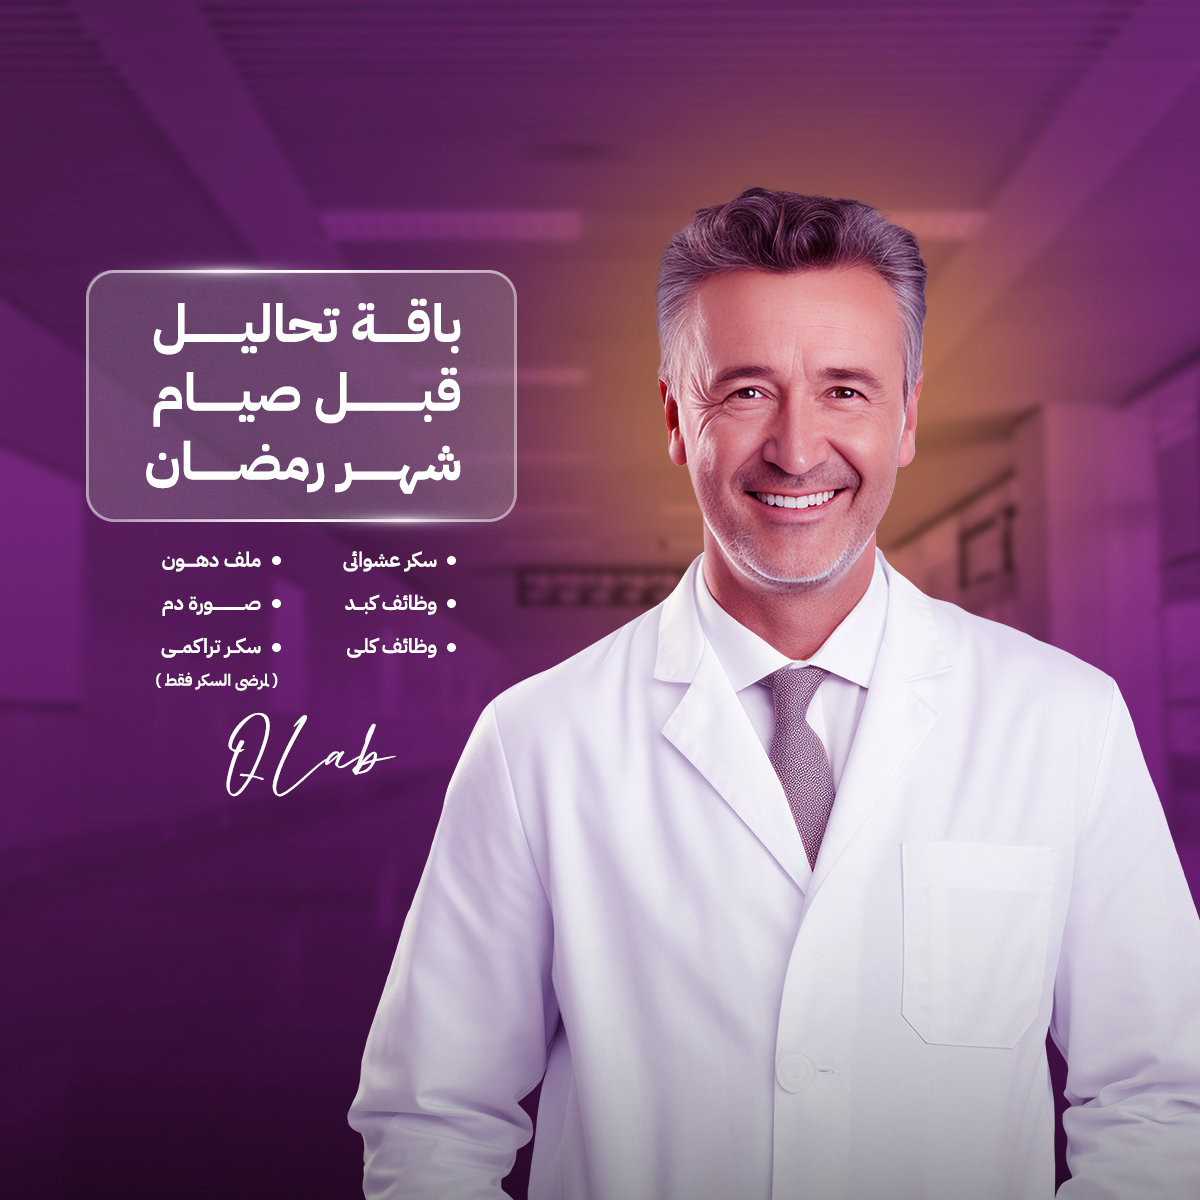 باقة تحاليل
قبل صيام
شهر رمضان
سكر عشوائى
وظائف كبد
وظائف كلى
ملف دهون
صورة دم
سكر تراكمى
( لمرضى السكر فقط )
QLab